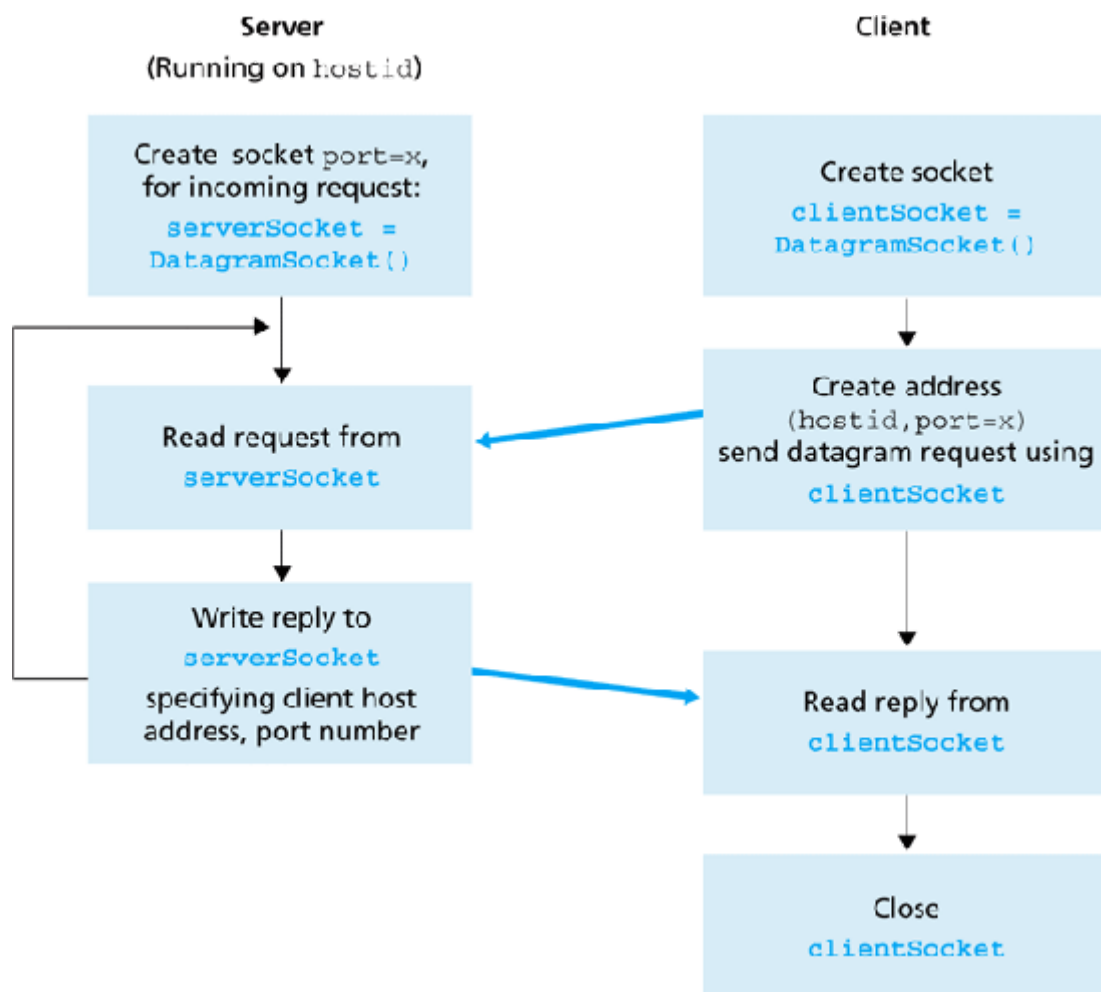 Server
(Running on hostid)
Create socket port=x,
for incoming request:
serverSocket =
DatagramSocket()
Read request from
serverSocket
Write reply to
serverSocket
specifying client host
address, port number
Client
Create socket
clientSocket =
DatagramSocket()
Create address
(hostid,port=x)
send datagram request using
clientSocket
Read reply from
clientSocket
Close
clientSocket